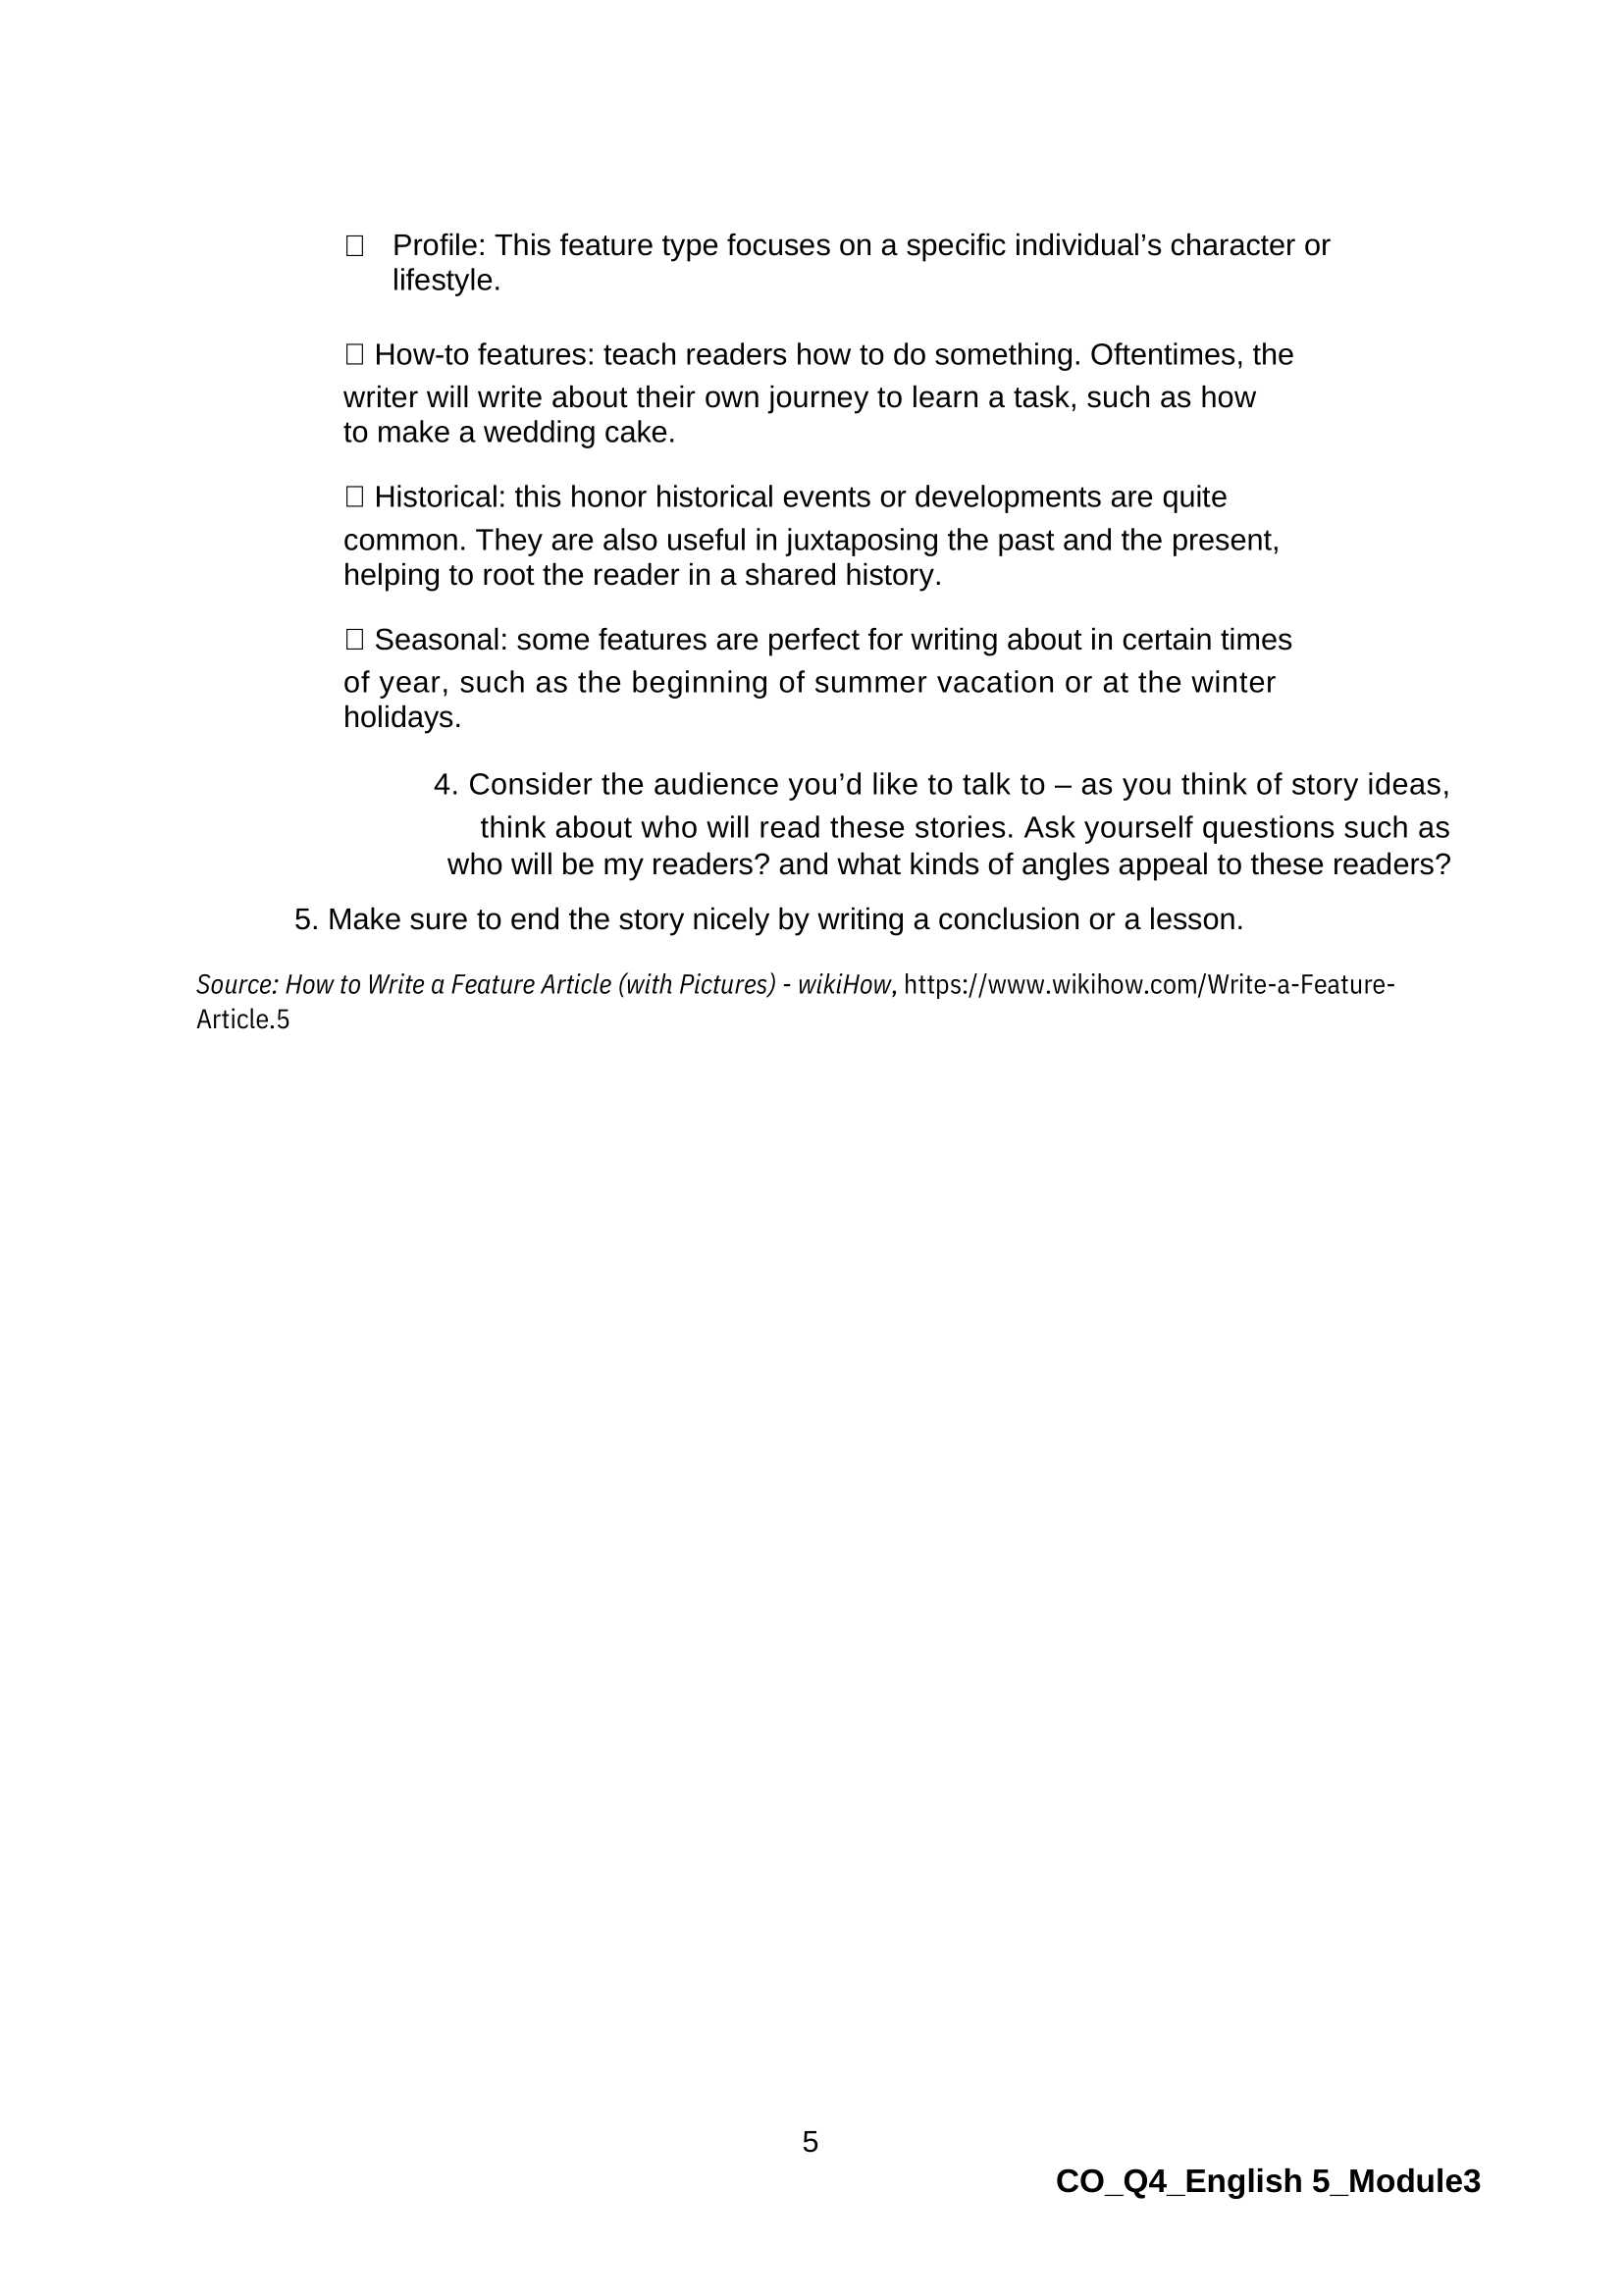 Profile: This feature type focuses on a specific individual’s character or
lifestyle.
 How-to features: teach readers how to do something. Oftentimes, the
writer will write about their own journey to learn a task, such as how
to make a wedding cake.
 Historical: this honor historical events or developments are quite
common. They are also useful in juxtaposing the past and the present,
helping to root the reader in a shared history.
 Seasonal: some features are perfect for writing about in certain times
of year, such as the beginning of summer vacation or at the winter
holidays.
4. Consider the audience you’d like to talk to – as you think of story ideas,
think about who will read these stories. Ask yourself questions such as
who will be my readers? and what kinds of angles appeal to these readers?
5. Make sure to end the story nicely by writing a conclusion or a lesson.
Source: How to Write a Feature Article (with Pictures) - wikiHow, https://www.wikihow.com/Write-a-Feature-
Article.5
5
CO_Q4_English 5_Module3